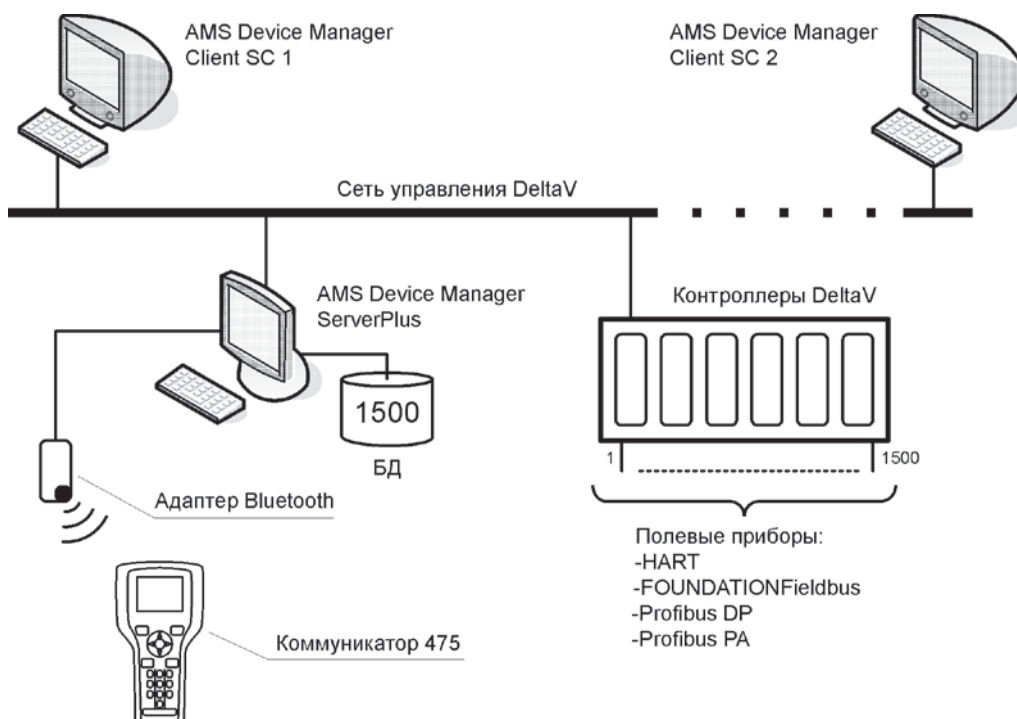 AMS Device Manager
Client SC 1
AMS Device Manager
Client SC 2
Сеть управления DeltaV
AMS Device Manager
ServerPlus
Контроллеры DeltaV
1500
БД
1
1500
Адаптер Bluetooth
Полевые приборы:
-HART
-FOUNDATIONFieldbus
-Profibus DP
-Profibus PA
Коммуникатор 475